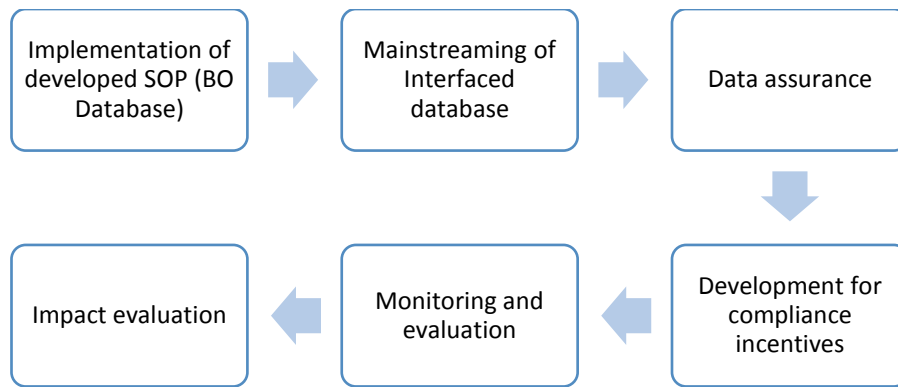 Implementation of
developed SOP (BO
Database)
Mainstreaming of
Interfaced
database
Data assurance
Development for
compliance
incentives
Monitoring and
evaluation
Impact evaluation